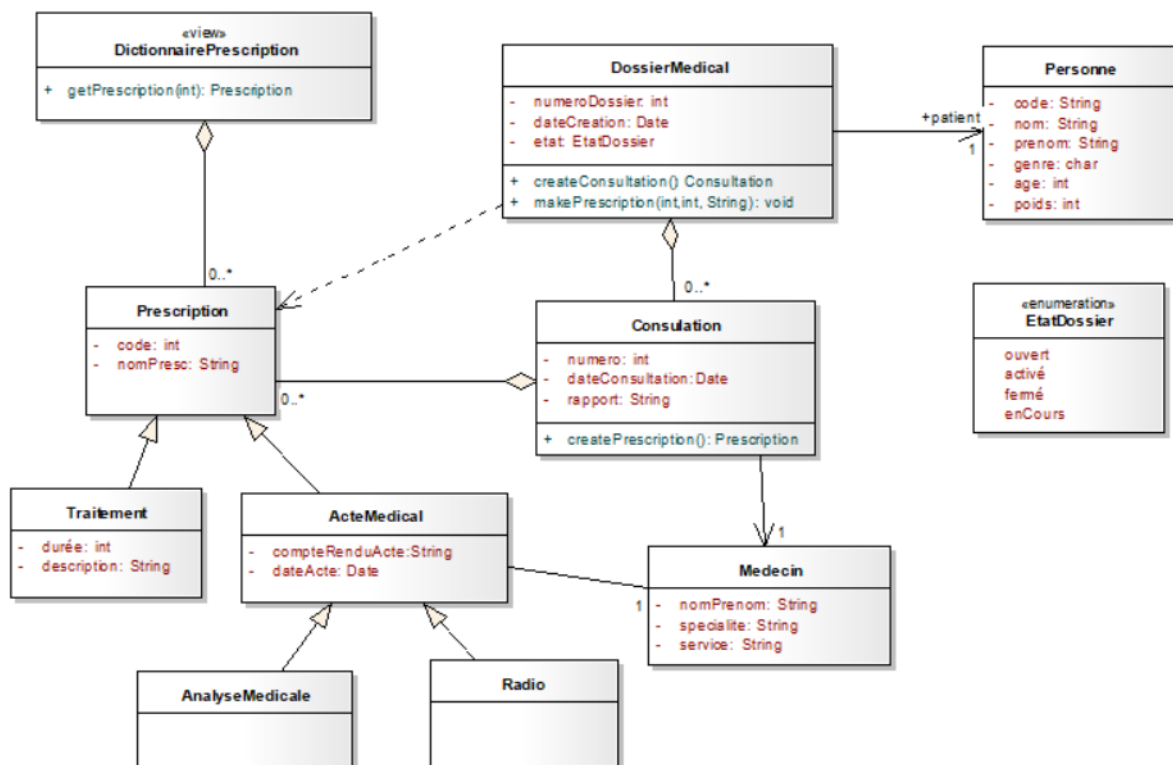 «view»
DictionnairePrescription
+ getPrescription(int): Prescription
DossierMedical
- numeroDossier: int
- dateCreation: Date
- etat: EtatDossier
+ createConsultation() Consultation
+ makePrescription(int,int, String): void
Personne
- code: String
- nom: String
- prenom: String
- genre: char
- age: int
- poids: int
+patient
1
0..*
0..*
Prescription
- code: int
- nomPresc: String
0..*
Consulation
- numero: int
- dateConsultation:Date
- rapport: String
+ createPrescription(): Prescription
«enumeration»
EtatDossier
ouvert
activé
fermé
enCours
Traitement
- durée: int
- description: String
ActeMedical
- compteRenduActe:String
- dateActe: Date
1
1
Medecin
- nomPrenom: String
- specialite: String
- service: String
AnalyseMedicale
Radio